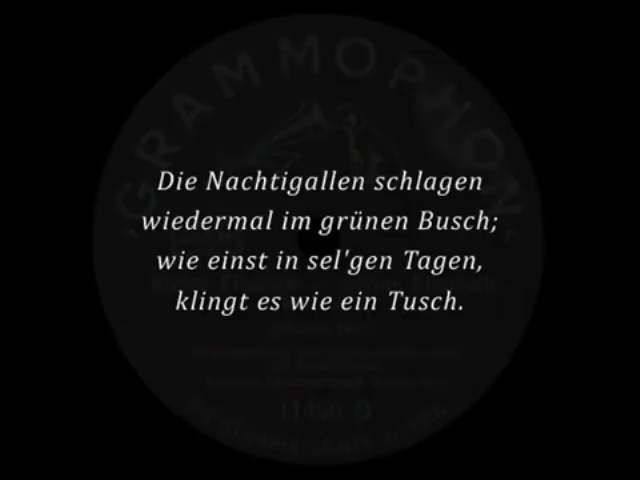 GRAMMOPHON
Die Nachtigallen schlagen
wiedermal im grünen Busch;
wie einst in sel'gen Tagen,
klingt es wie ein Tusch.